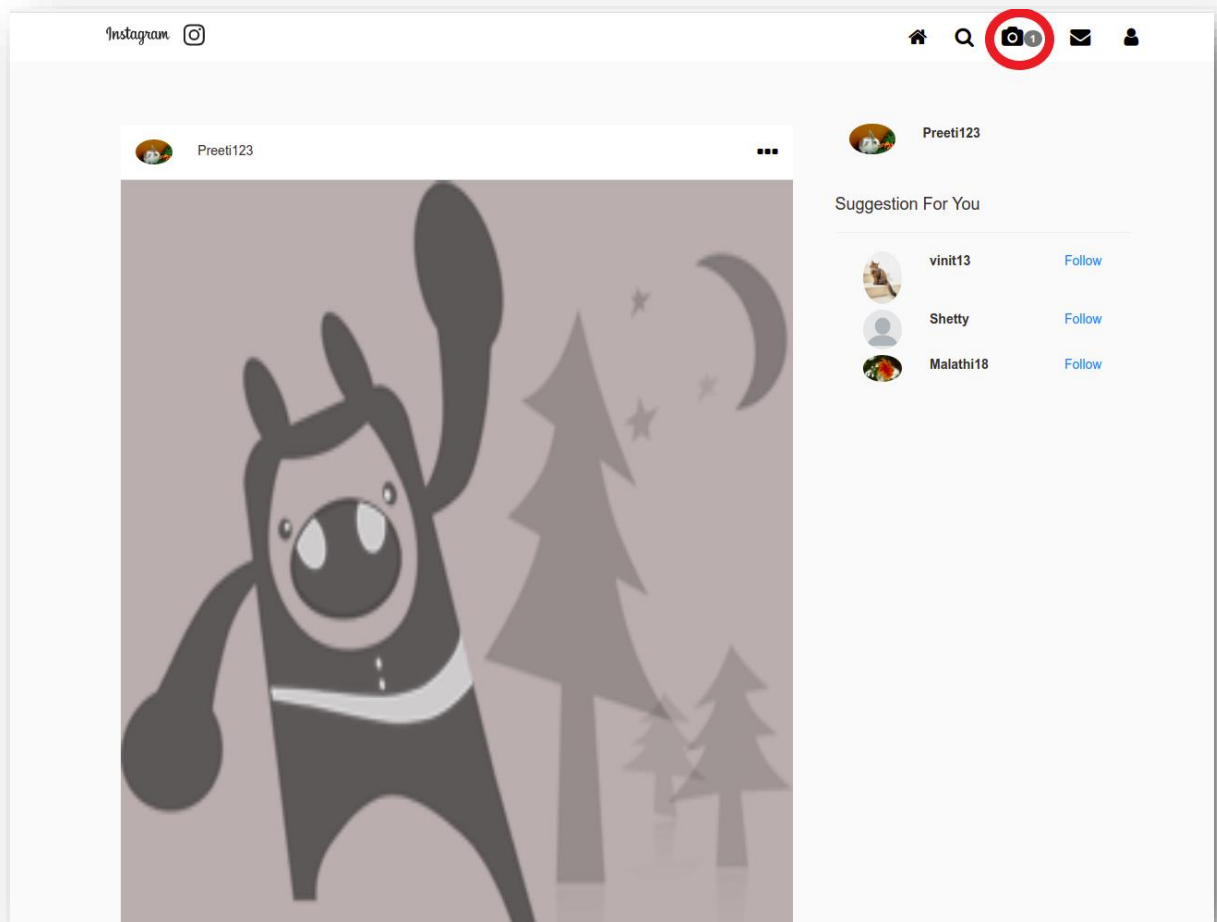 Instagram
1
Preeti123
Preeti123
Suggestion For You
vinit13 Follow
Shetty Follow
Malathi18 Follow